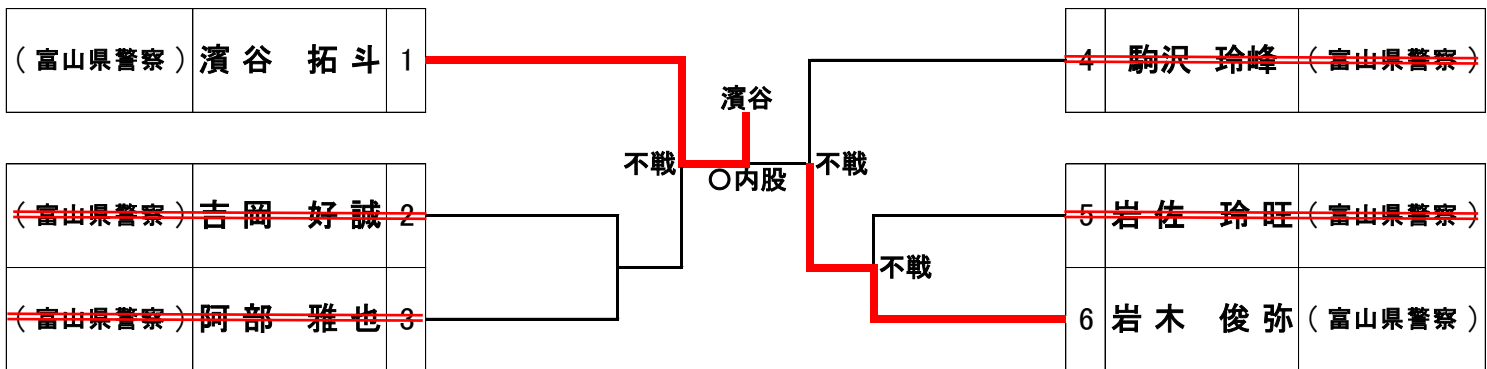 (富山県警察) 濱谷 拓斗 1
(富山県警察) 吉岡 好誠 2
(富山県警察) 阿部 雅也 3
濱谷
不戦
〇内股
不戦
不戦
4 駒沢 玲峰 (富山県警察)
5 岩佐 玲旺 (富山県警察)
6 岩木 俊弥 (富山県警察)